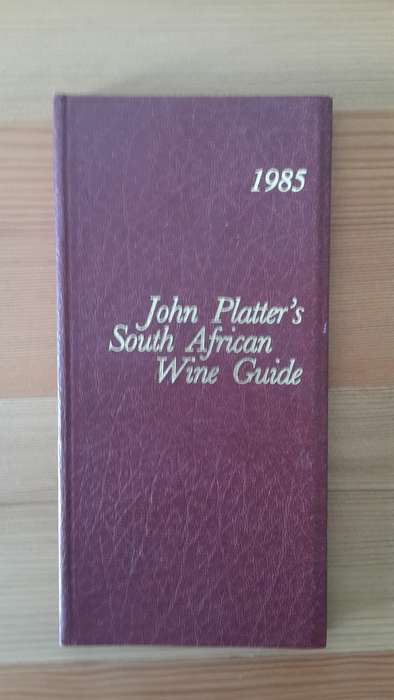 1985
John Platter's
South African
Wine Guide